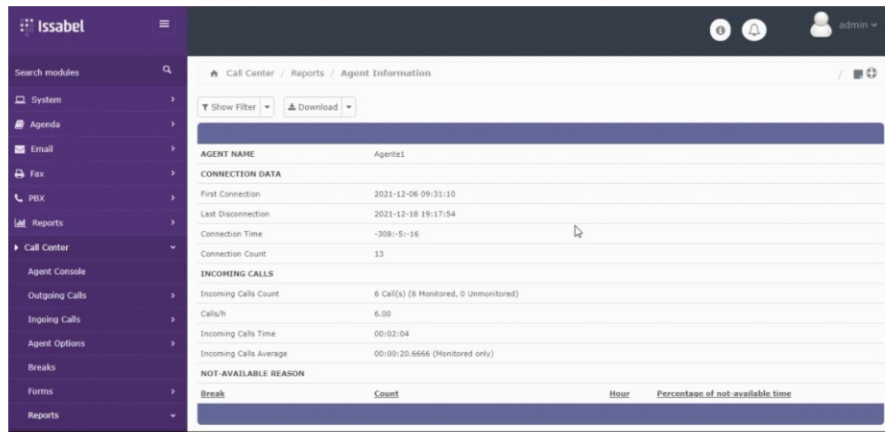 Issabel
admin
Search modules
System
Agenda
Email
Fax
PBX
Reports
Call Center
Agent Console
Outgoing Calls
Ingoing Calls
Agent Options
Breaks
Forms
Reports
Call Center / Reports / Agent Information
/
Show Filter
Download
AGENT NAME Agente1
CONNECTION DATA
First Connection 2021-12-06 09:31:10
Last Disconnection 2021-12-18 19:17:54
Connection Time -308:-5:-16
Connection Count 13
INCOMING CALLS
Incoming Calls Count 6 Call(s) (6 Monitored, 0 Unmonitored)
Calls/h 6.00
Incoming Calls Time 00:02:04
Incoming Calls Average 00:00:20.6666 (Monitored only)
NOT-AVAILABLE REASON
Break Count Hour Percentage of not-available time